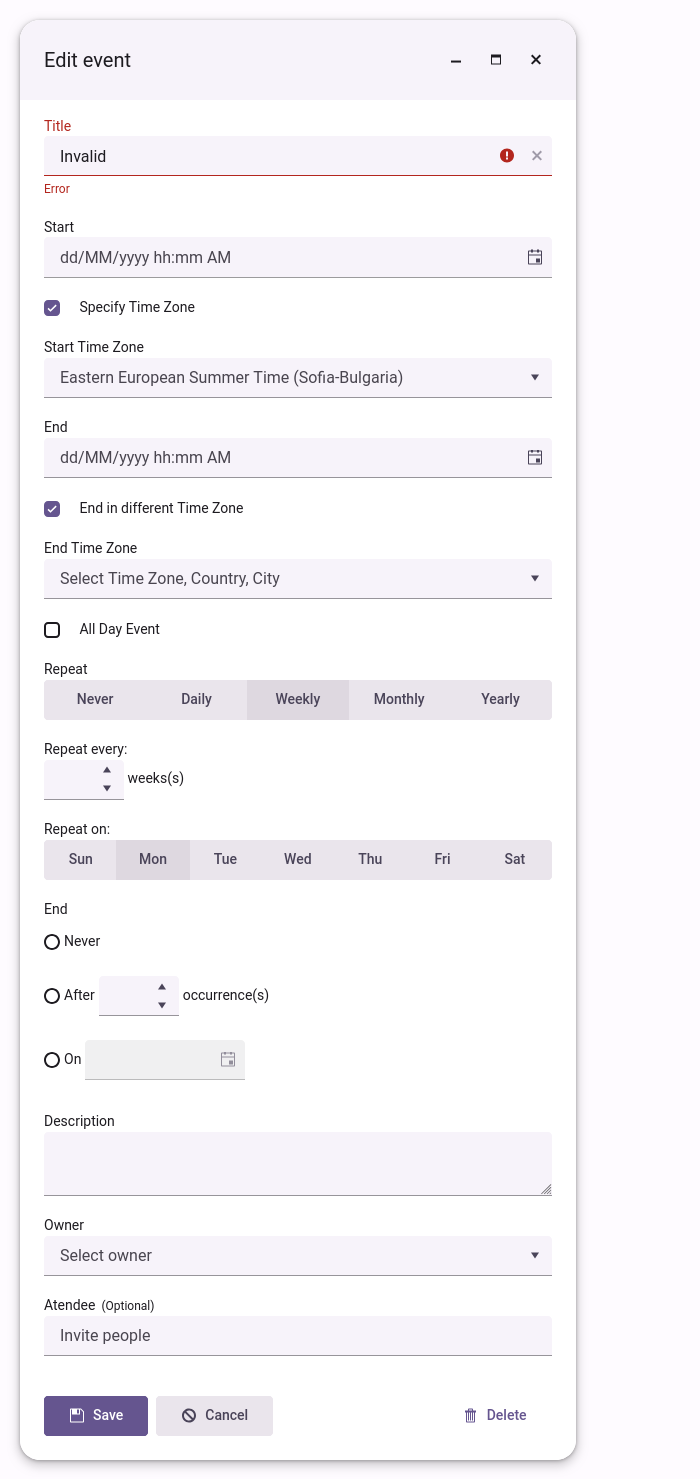 Edit event
Title
Invalid
Error
Start
dd/MM/yyyy hh:mm AM
Specify Time Zone
Start Time Zone
Eastern European Summer Time (Sofia-Bulgaria)
End
dd/MM/yyyy hh:mm AM
End in different Time Zone
End Time Zone
Select Time Zone, Country, City
All Day Event
Repeat
Never Daily Weekly Monthly Yearly
Repeat every:
weeks(s)
Repeat on:
Sun Mon Tue Wed Thu Fri Sat
End
Never
After occurrence(s)
On
Description
Owner
Select owner
Atendee (Optional)
Invite people
Save Cancel Delete